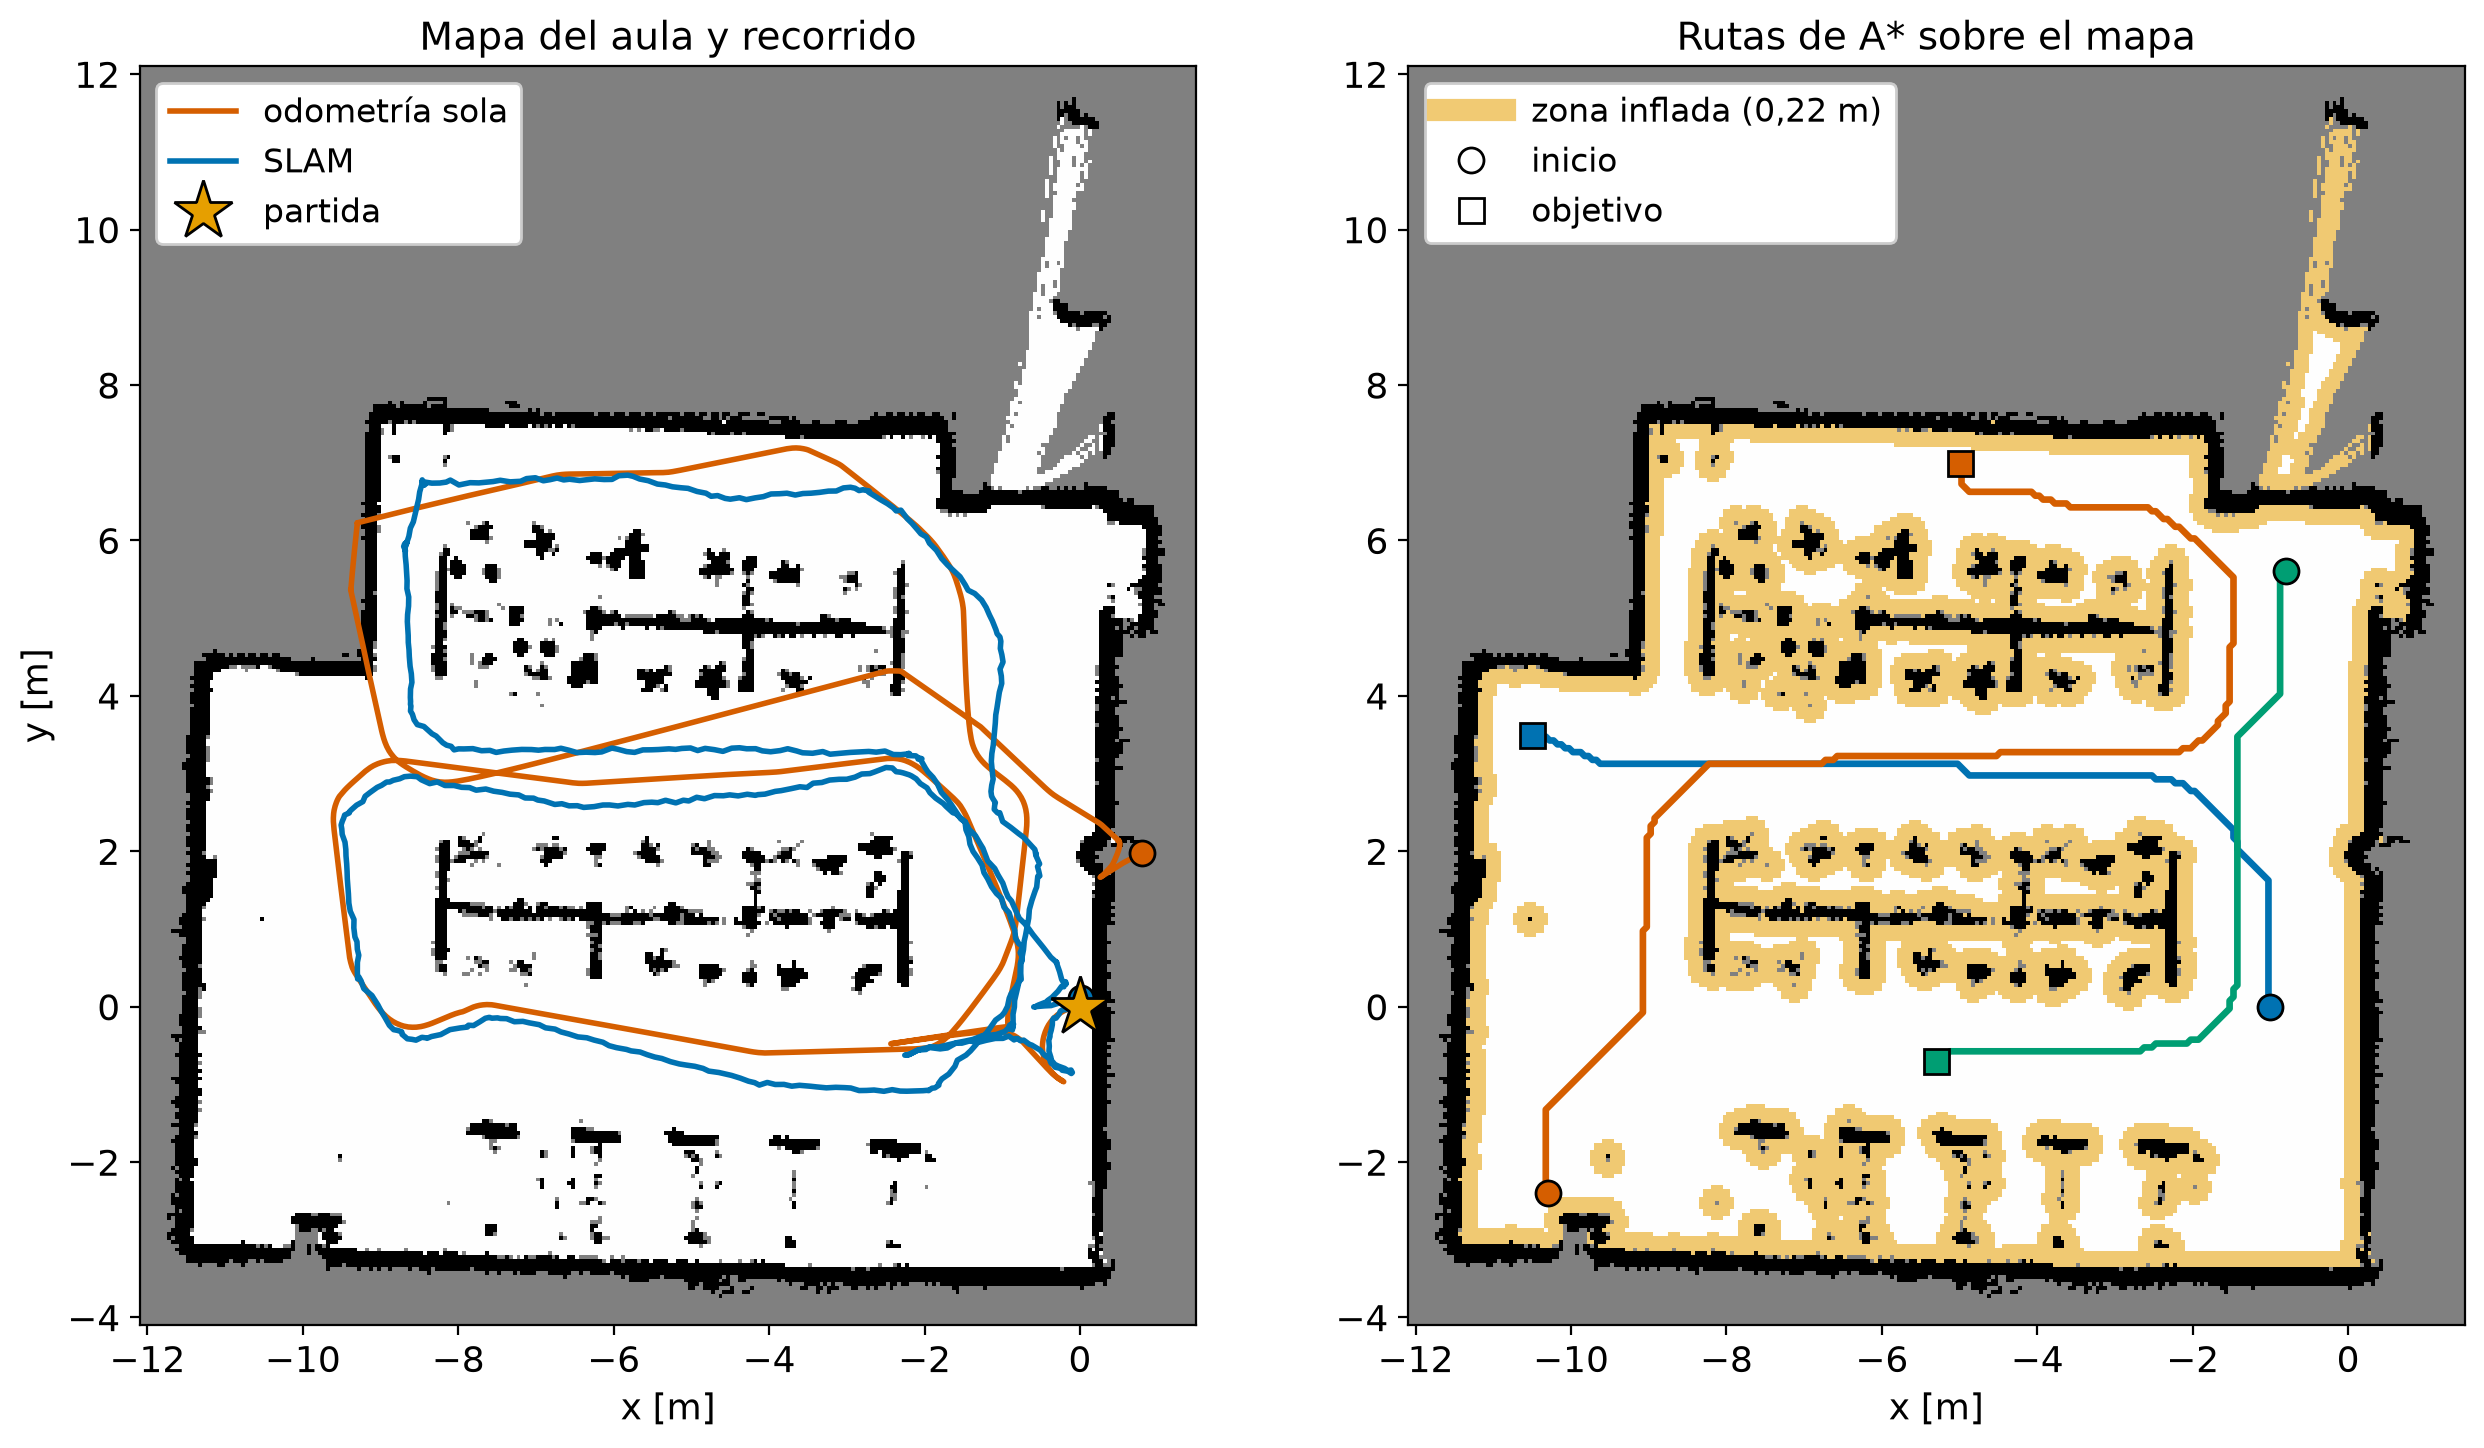 Mapa del aula y recorrido
odometría sola
SLAM
partida
12
10
8
6
4
2
0
−2
−4
y [m]
−12 −10 −8 −6 −4 −2 0
x [m]
Rutas de A* sobre el mapa
zona inflada (0,22 m)
inicio
objetivo
12
10
8
6
4
2
0
−2
−4
−12 −10 −8 −6 −4 −2 0
x [m]